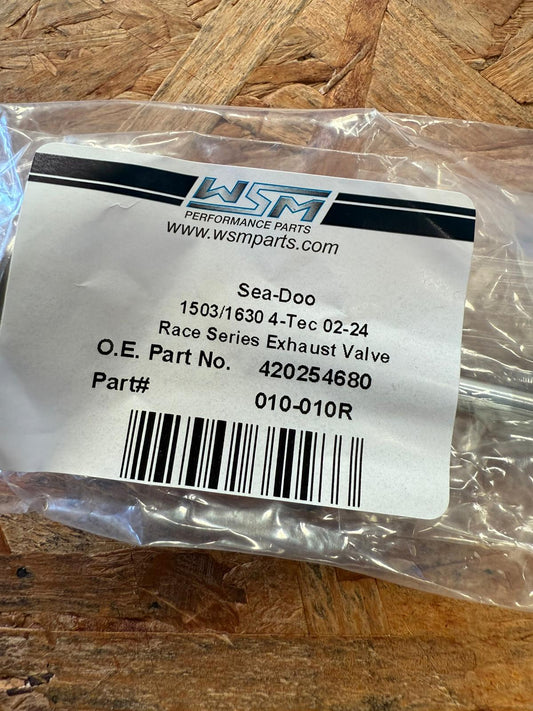 WSM
PERFORMANCE PARTS
www.wsmparts.com
Sea-Doo
1503/1630 4-Tec 02-24
Race Series Exhaust Valve
O.E. Part No. 420254680
Part# 010-010R